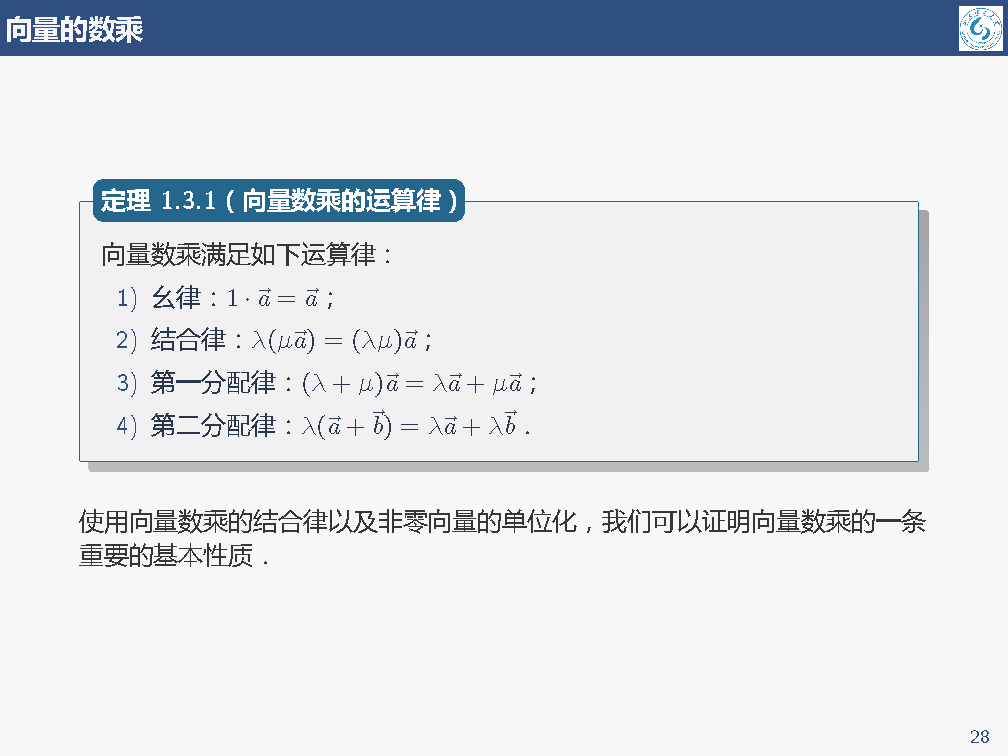 向量的数乘
定理 1.3.1（向量数乘的运算律）
向量数乘满足如下运算律：
1) 幺律：$1 \cdot \vec{a} = \vec{a}$；
2) 结合律：$\lambda(\mu\vec{a}) = (\lambda\mu)\vec{a}$；
3) 第一分配律：$(\lambda + \mu)\vec{a} = \lambda\vec{a} + \mu\vec{a}$；
4) 第二分配律：$\lambda(\vec{a} + \vec{b}) = \lambda\vec{a} + \lambda\vec{b}$．
使用向量数乘的结合律以及非零向量的单位化，我们可以证明向量数乘的一条
重要的基本性质．
28